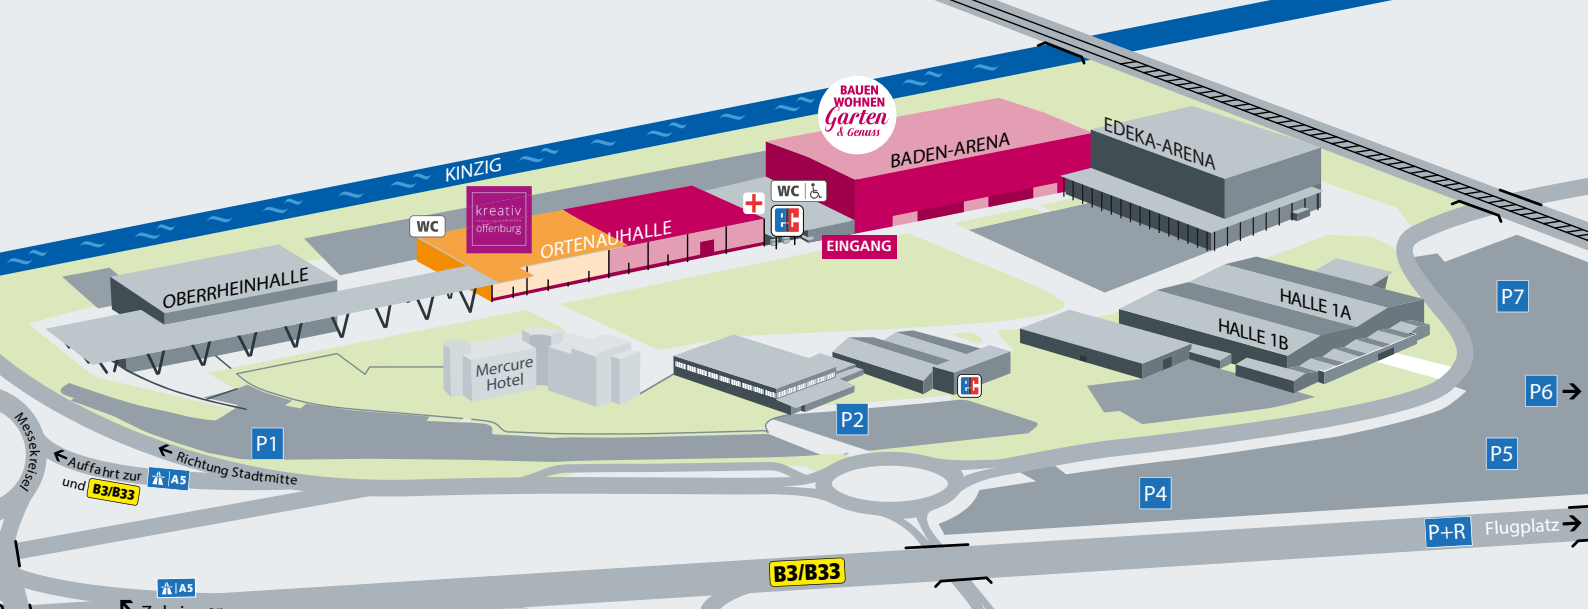 BAUEN
WOHNEN
Garten
& Genuss
EDEKA-ARENA
BADEN-ARENA
KINZIG
WC
WC
kreativ
offenburg
EC
ORTENAUHALLE
EINGANG
OBERRHEINHALLE
HALLE 1A
HALLE 1B
P7
Mercure
Hotel
EC
P6
P2
P1
P5
Messekreisel
Richtung Stadtmitte
Auffahrt zur A5
und B3/B33
P4
P+R Flugplatz
B3/B33
A5